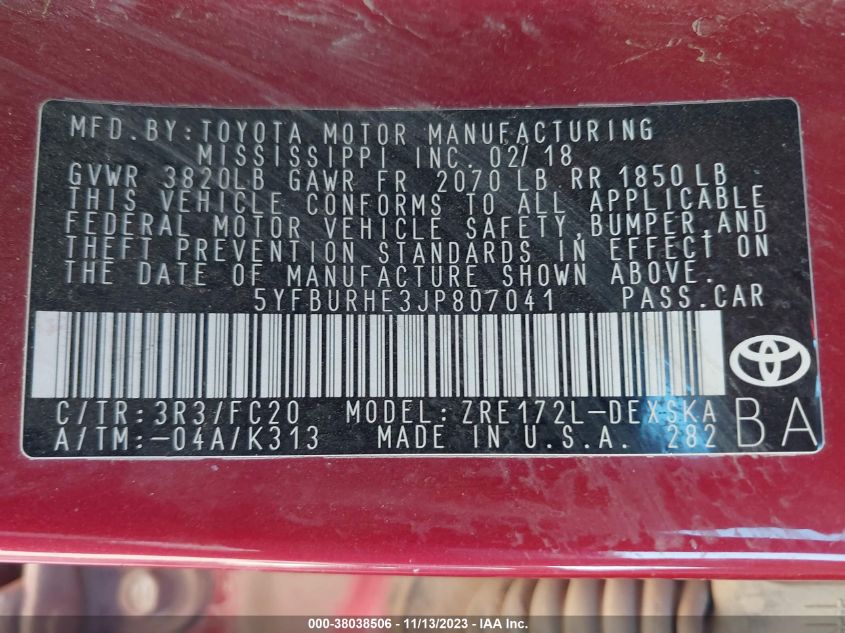 MFD. BY: TOYOTA MOTOR MANUFACTURING
MISSISSIPPI INC. 02/18
GVWR 3820LB GAWR FR 2070 LB RR 1850 LB
THIS VEHICLE CONFORMS TO ALL APPLICABLE
FEDERAL MOTOR VEHICLE SAFETY, BUMPER, AND
THEFT PREVENTION STANDARDS IN EFFECT ON
THE DATE OF MANUFACTURE SHOWN ABOVE.
5YFBURHE3JP807041 PASS. CAR
C/TR: 3R3/FC20 MODEL: ZRE172L-DEXSKA
A/TM: -04A/K313 MADE IN U.S.A. 282 BA
000-38038506 | 11/13/2023 - IAAI.com